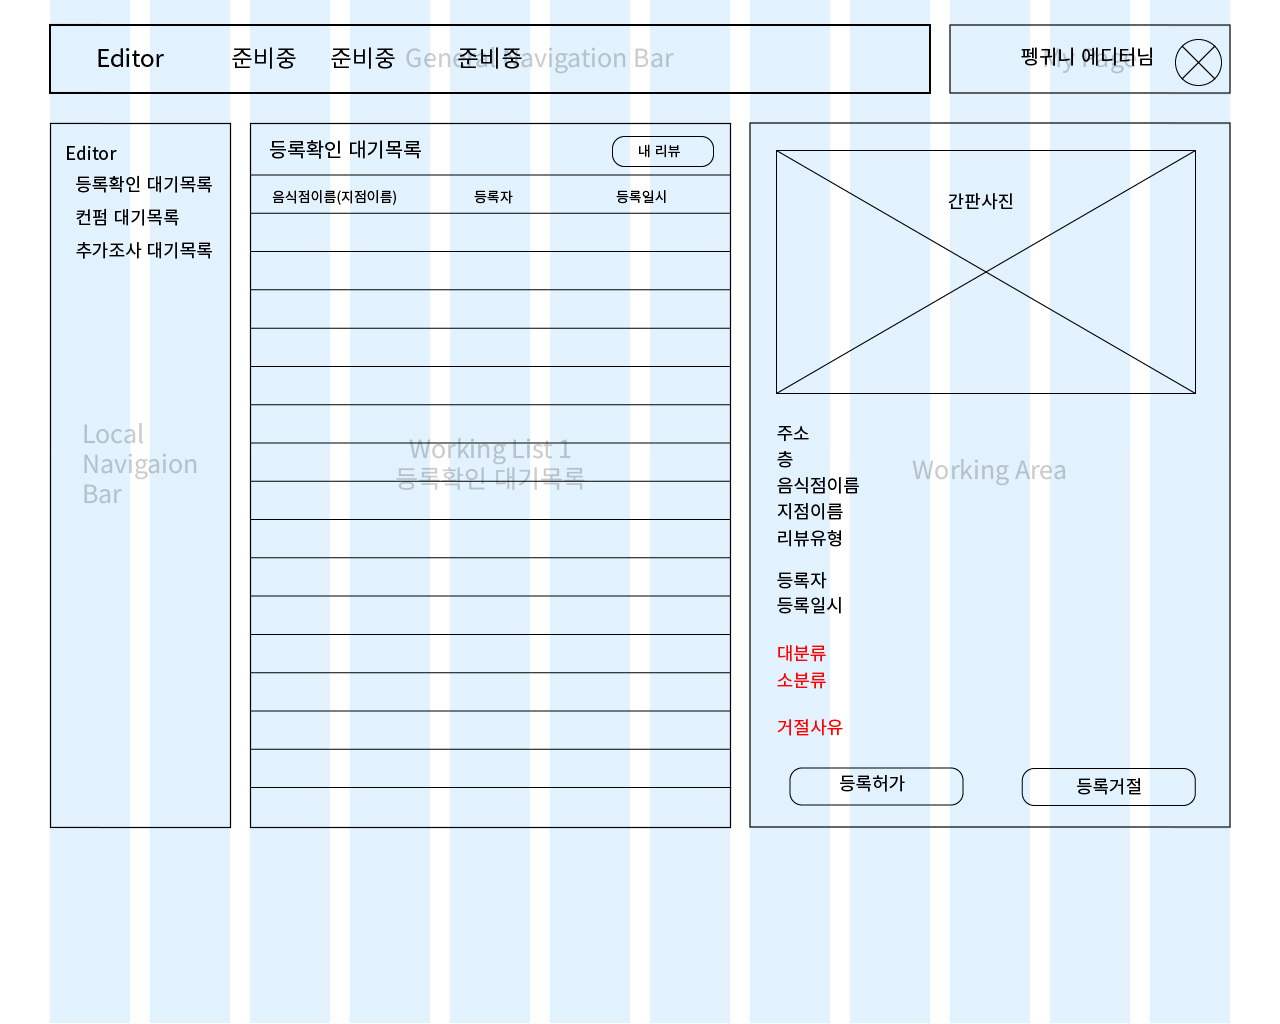 Editor 준비중 준비중 준비중
General Navigation Bar
펭귀니 에디터님
Editor
등록확인 대기목록
컨펌 대기목록
추가조사 대기목록
Local
Navigaion
Bar
등록확인 대기목록 내 리뷰
음식점이름(지점이름) 등록자 등록일시
Working List 1
등록확인 대기목록
간판사진
Working Area
주소
층
음식점이름
지점이름
리뷰유형
등록자
등록일시
대분류
소분류
거절사유
등록허가 등록거절